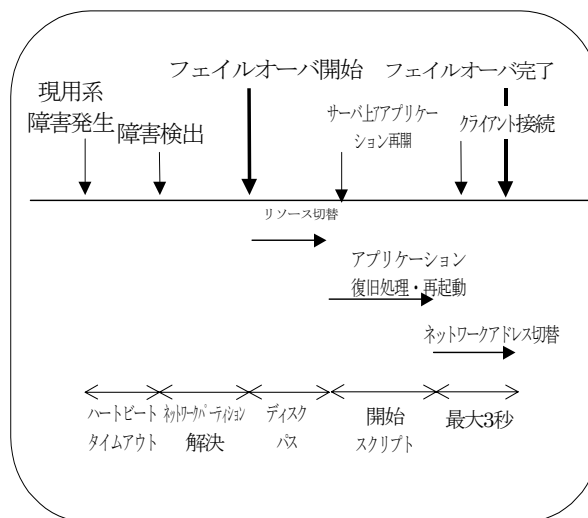 フェイルオーバ開始
フェイルオーバ完了
現用系
障害発生
障害検出
サーバ上アプリケー
ション再開
クライアント接続
リソース切替
アプリケーション
復旧処理・再起動
ネットワークアドレス切替
ハートビート
タイムアウト
ネットワークパーティション
解決
ディスク
パス
開始
スクリプト
最大3秒